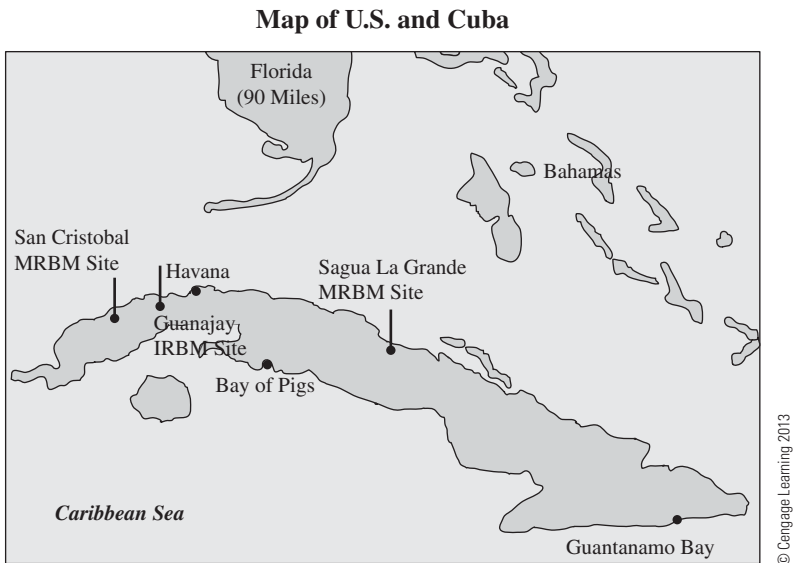 Map of U.S. and Cuba
Florida
(90 Miles)
Bahamas
San Cristobal
MRBM Site
Havana
Sagua La Grande
MRBM Site
Guanajay
IRBM Site
Bay of Pigs
Caribbean Sea
Guantanamo Bay
© Cengage Learning 2013